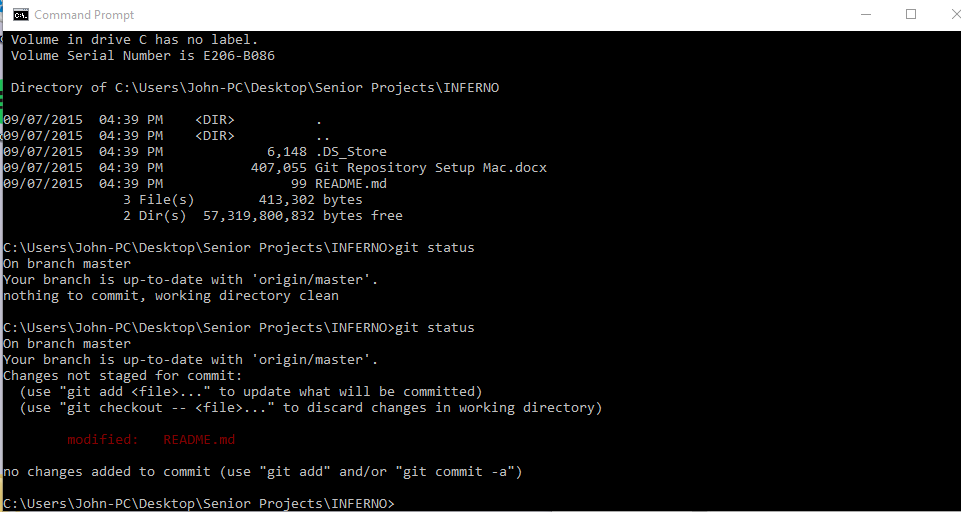 Command Prompt
Volume in drive C has no label.
Volume Serial Number is E206-B086
Directory of C:\Users\John-PC\Desktop\Senior Projects\INFERNO
09/07/2015  04:39 PM    <DIR>          .
09/07/2015  04:39 PM    <DIR>          ..
09/07/2015  04:39 PM             6,148 .DS_Store
09/07/2015  04:39 PM           407,055 Git Repository Setup Mac.docx
09/07/2015  04:39 PM                99 README.md
3 File(s)        413,302 bytes
2 Dir(s)  57,319,800,832 bytes free
C:\Users\John-PC\Desktop\Senior Projects\INFERNO>git status
On branch master
Your branch is up-to-date with 'origin/master'.
nothing to commit, working directory clean
C:\Users\John-PC\Desktop\Senior Projects\INFERNO>git status
On branch master
Your branch is up-to-date with 'origin/master'.
Changes not staged for commit:
(use "git add <file>..." to update what will be committed)
(use "git checkout -- <file>..." to discard changes in working directory)
modified:   README.md
no changes added to commit (use "git add" and/or "git commit -a")
C:\Users\John-PC\Desktop\Senior Projects\INFERNO>